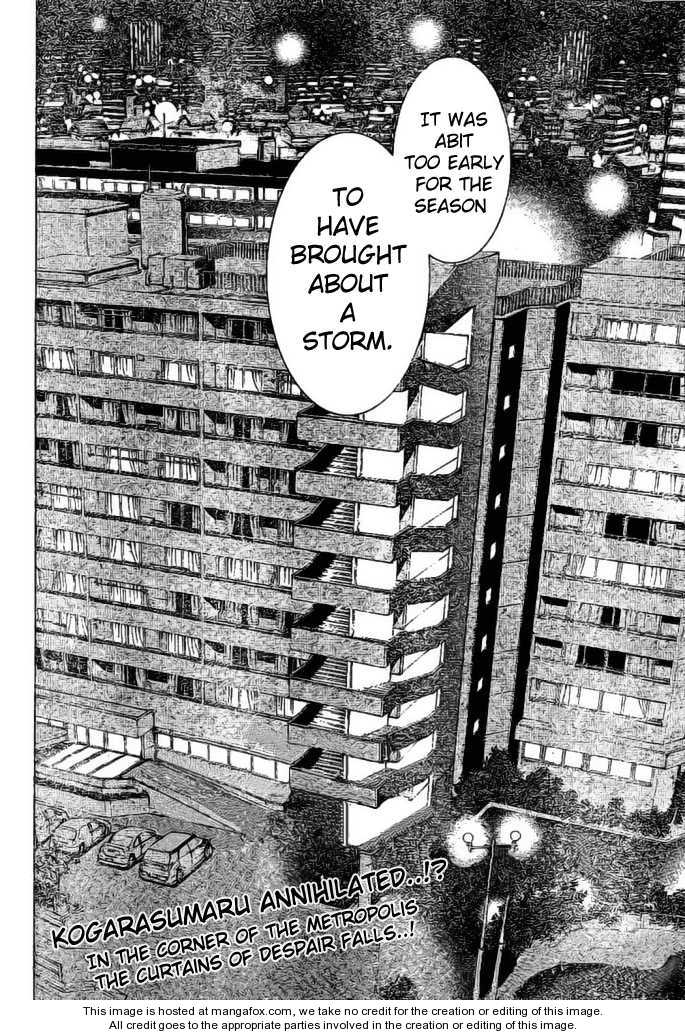 IT WAS
ABIT
TOO EARLY
FOR THE
SEASON
TO
HAVE
BROUGHT
ABOUT
A
STORM.
KOGARASUMARU ANNIHILATED..!?
IN THE CORNER OF THE METROPOLIS
THE CURTAINS OF DESPAIR FALLS..!
This image is hosted at mangafox.com, we take no credit for the creation or editing of this image.
All credit goes to the appropriate parties involved in the creation or editing of this image.